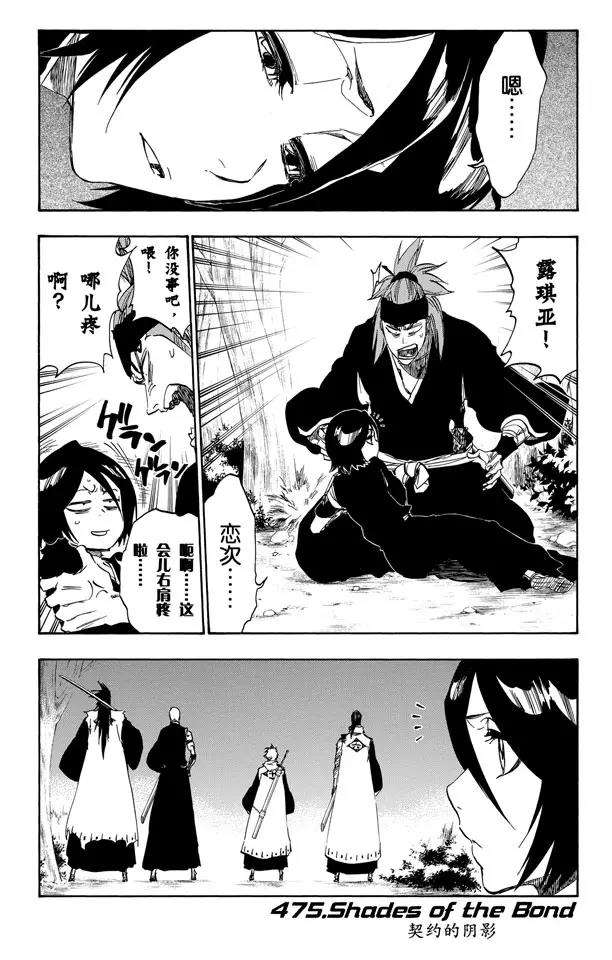 嗯……
露琪亚！
恋次……
你没事吧，
喂！
哪儿疼
啊？
グラン
グラン
呃啊……这
会儿右肩疼
啦……
475.Shades of the Bond
契约的阴影